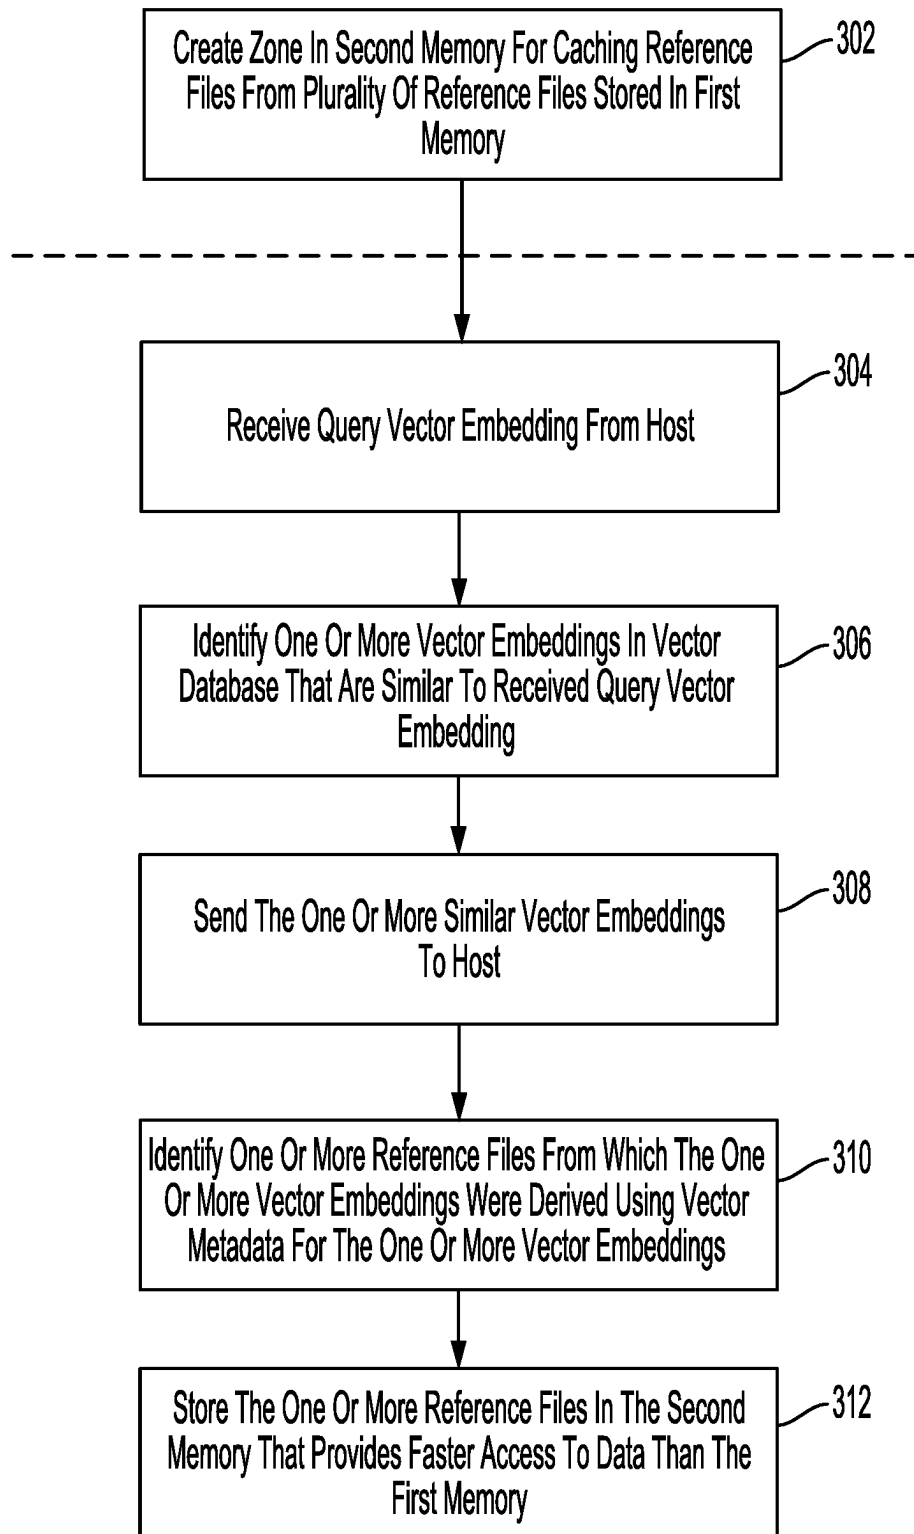 Create Zone In Second Memory For Caching Reference
Files From Plurality Of Reference Files Stored In First
Memory
302
Receive Query Vector Embedding From Host
304
Identify One Or More Vector Embeddings In Vector
Database That Are Similar To Received Query Vector
Embedding
306
Send The One Or More Similar Vector Embeddings
To Host
308
Identify One Or More Reference Files From Which The One
Or More Vector Embeddings Were Derived Using Vector
Metadata For The One Or More Vector Embeddings
310
Store The One Or More Reference Files In The Second
Memory That Provides Faster Access To Data Than The
First Memory
312